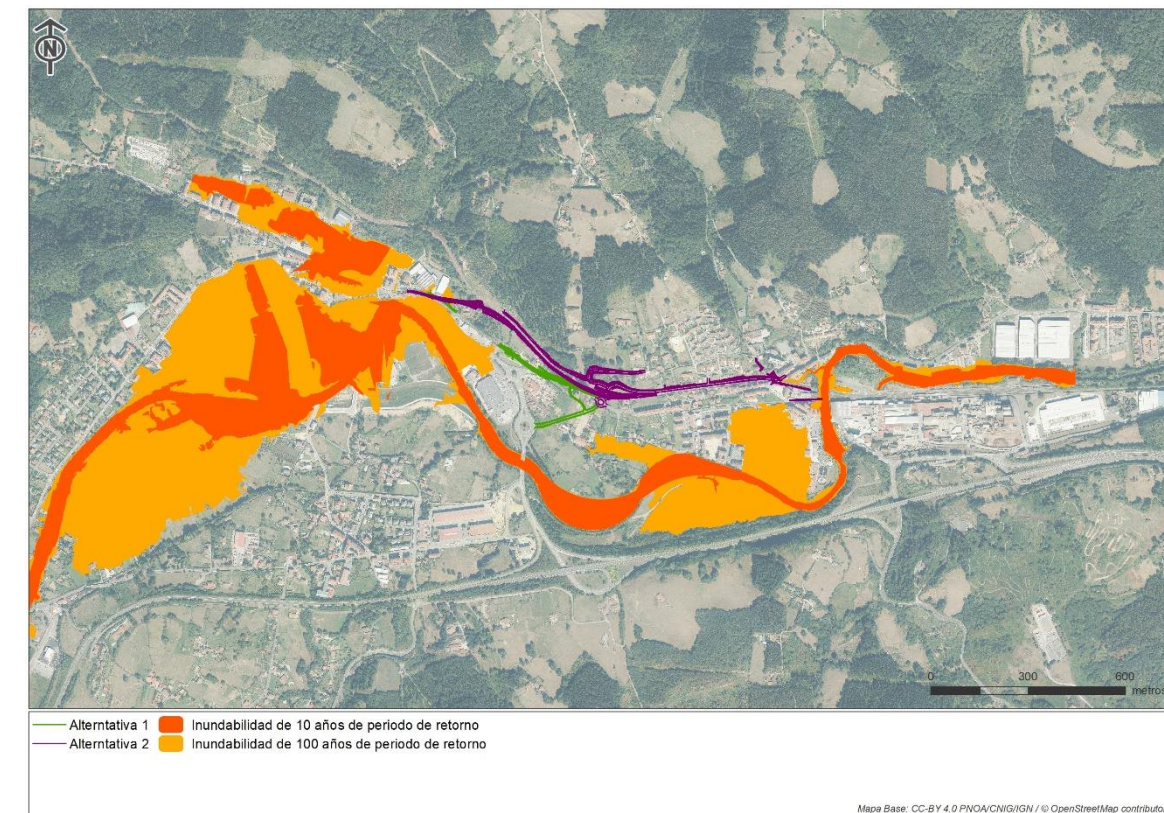 N
0 300 600
metros
Alterntativa 1 Inundabilidad de 10 años de periodo de retorno
Alterntativa 2 Inundabilidad de 100 años de periodo de retorno
Mapa Base: CC-BY 4.0 PNOA/CNIG/IGN / © OpenStreetMap contributor